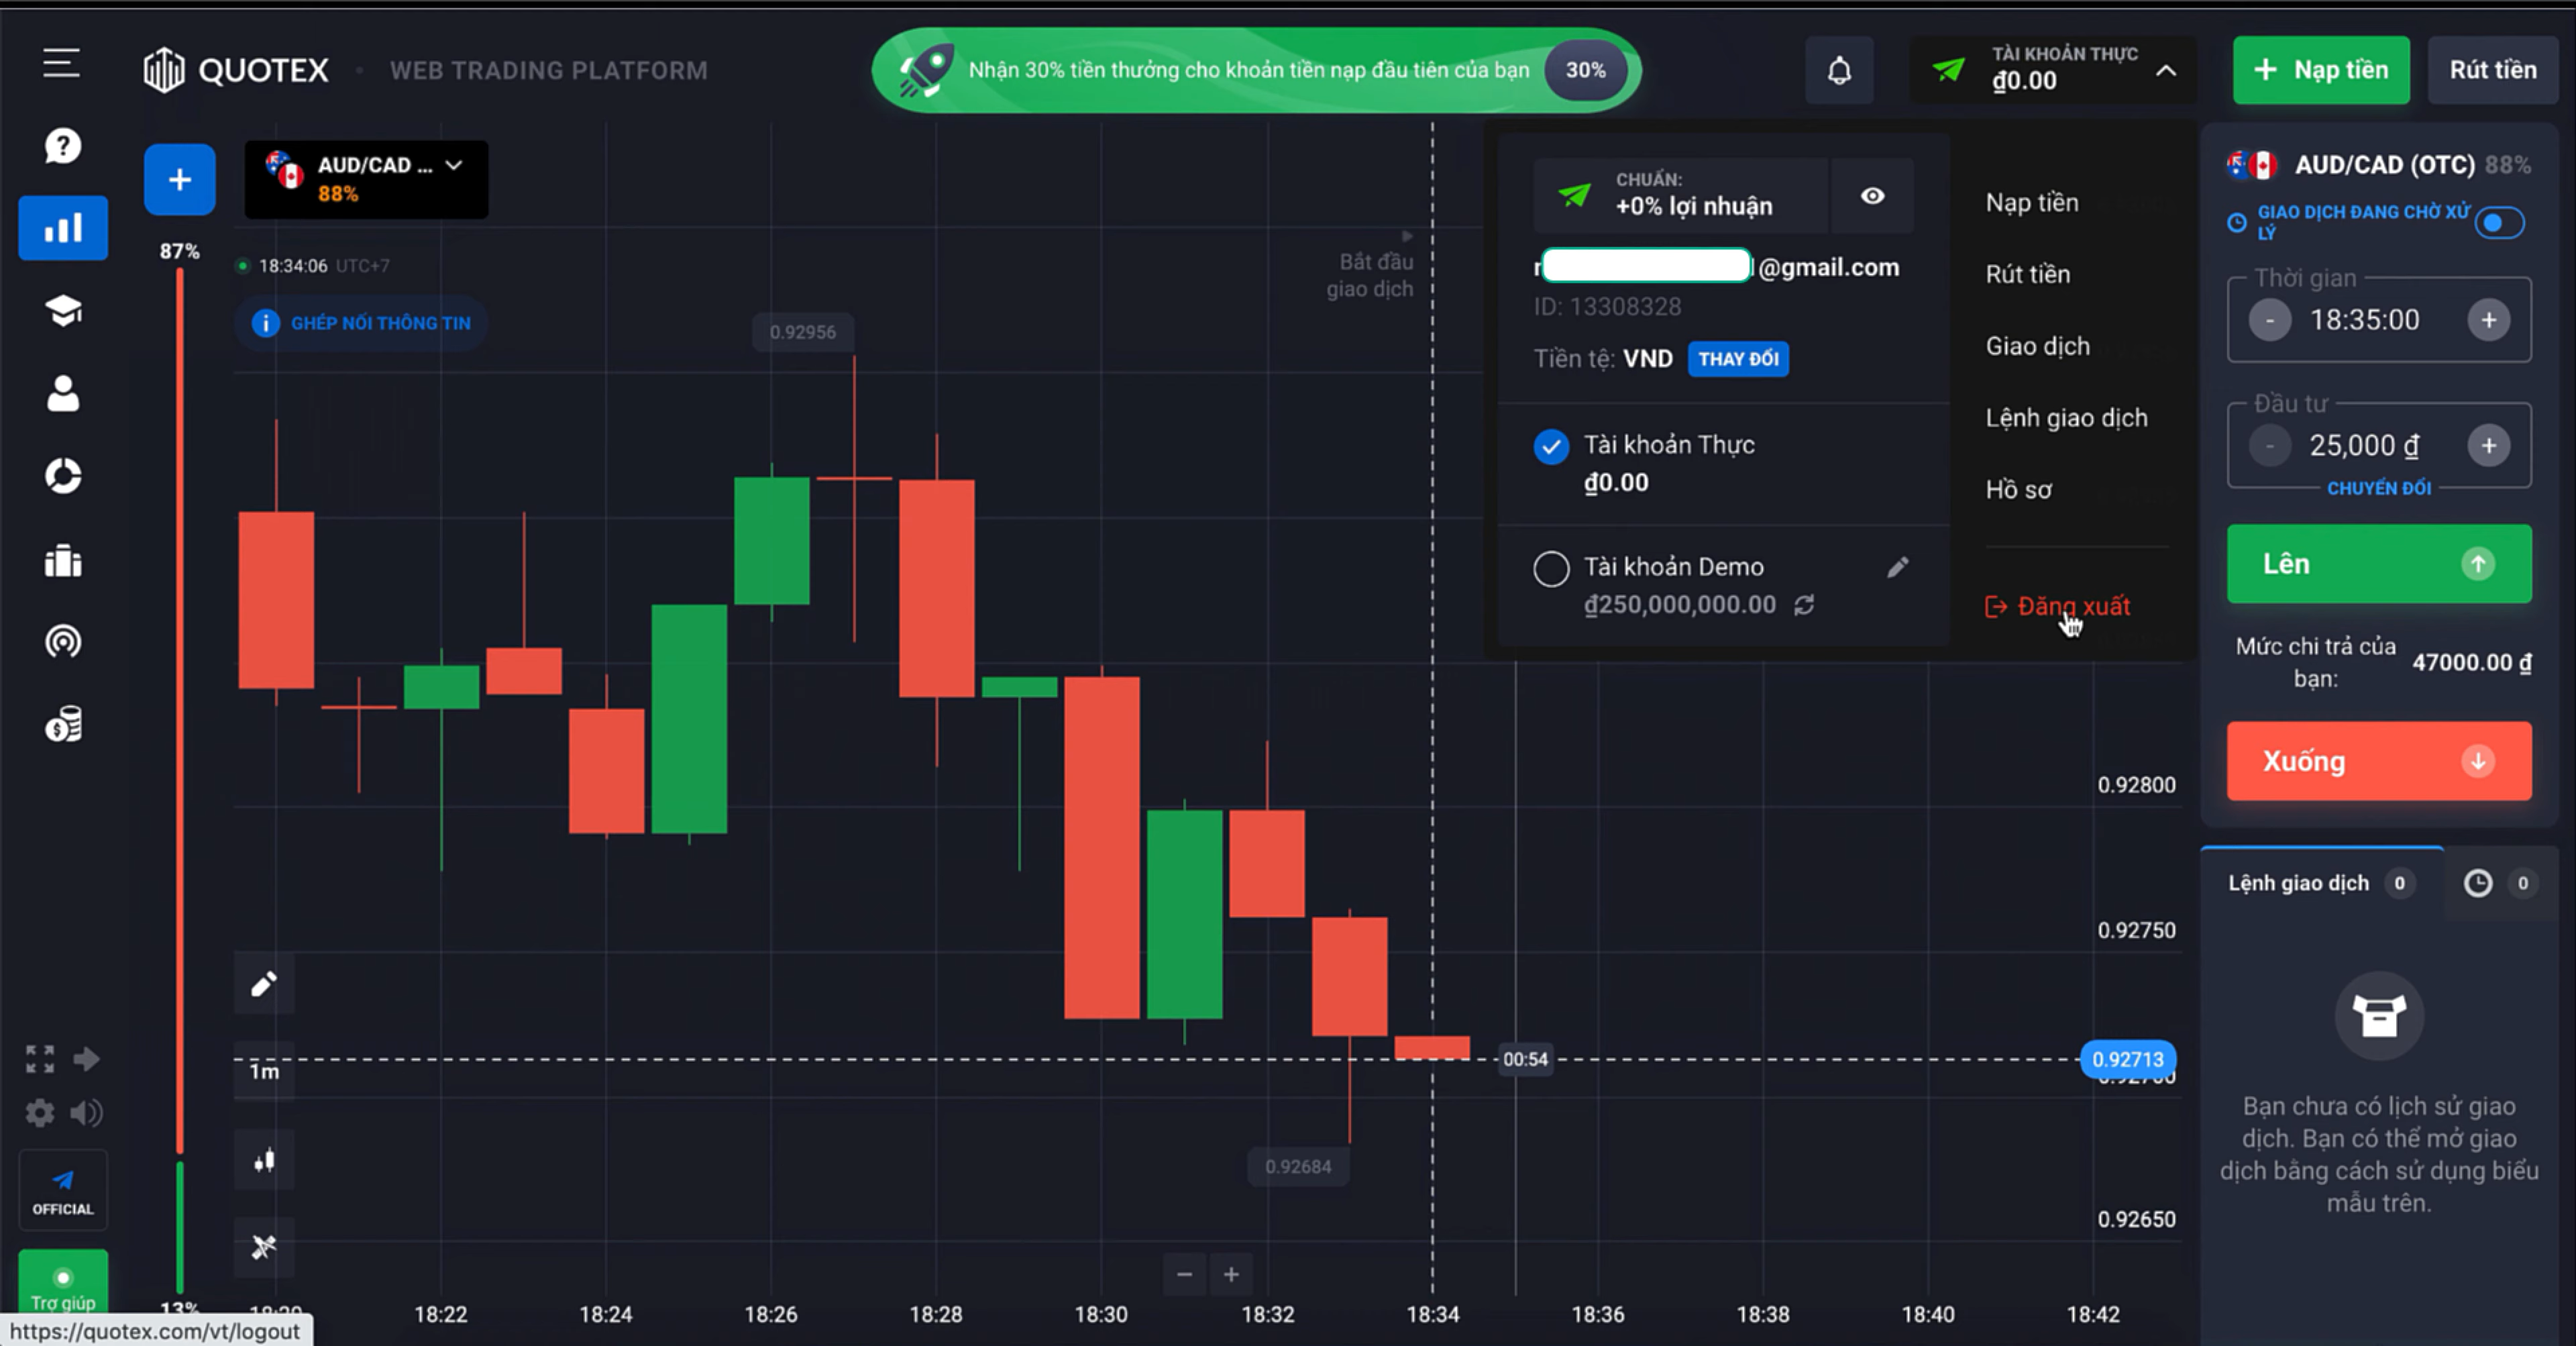 QUOTEX
WEB TRADING PLATFORM
Nhận 30% tiền thưởng cho khoản tiền nạp đầu tiên của bạn
30%
TÀI KHOẢN THỰC
₫0.00
Nạp tiền
Rút tiền
AUD/CAD ...
88%
87%
18:34:06 UTC+7
GHÉP NỐI THÔNG TIN
Bắt đầu
giao dịch
0.92956
CHUẨN:
+0% lợi nhuận
@gmail.com
ID: 13308328
Tiền tệ: VND
THAY ĐỔI
Tài khoản Thực
₫0.00
Tài khoản Demo
₫250,000,000.00
Nạp tiền
Rút tiền
Giao dịch
Lệnh giao dịch
Hồ sơ
Đăng xuất
AUD/CAD (OTC) 88%
GIAO DỊCH ĐANG CHỜ XỬ
LÝ
Thời gian
- 18:35:00 +
Đầu tư
- 25,000 ₫ +
CHUYỂN ĐỔI
Lên
Mức chi trả của
bạn:
47000.00 ₫
Xuống
Lệnh giao dịch 0
0
Bạn chưa có lịch sử giao
dịch. Bạn có thể mở giao
dịch bằng cách sử dụng biểu
mẫu trên.
0.92800
0.92750
0.92713
0.92650
00:54
0.92684
1m
OFFICIAL
Trợ giúp
13%
18:22
18:24
18:26
18:28
18:30
18:32
18:34
18:36
18:38
18:40
18:42
https://quotex.com/vt/logout